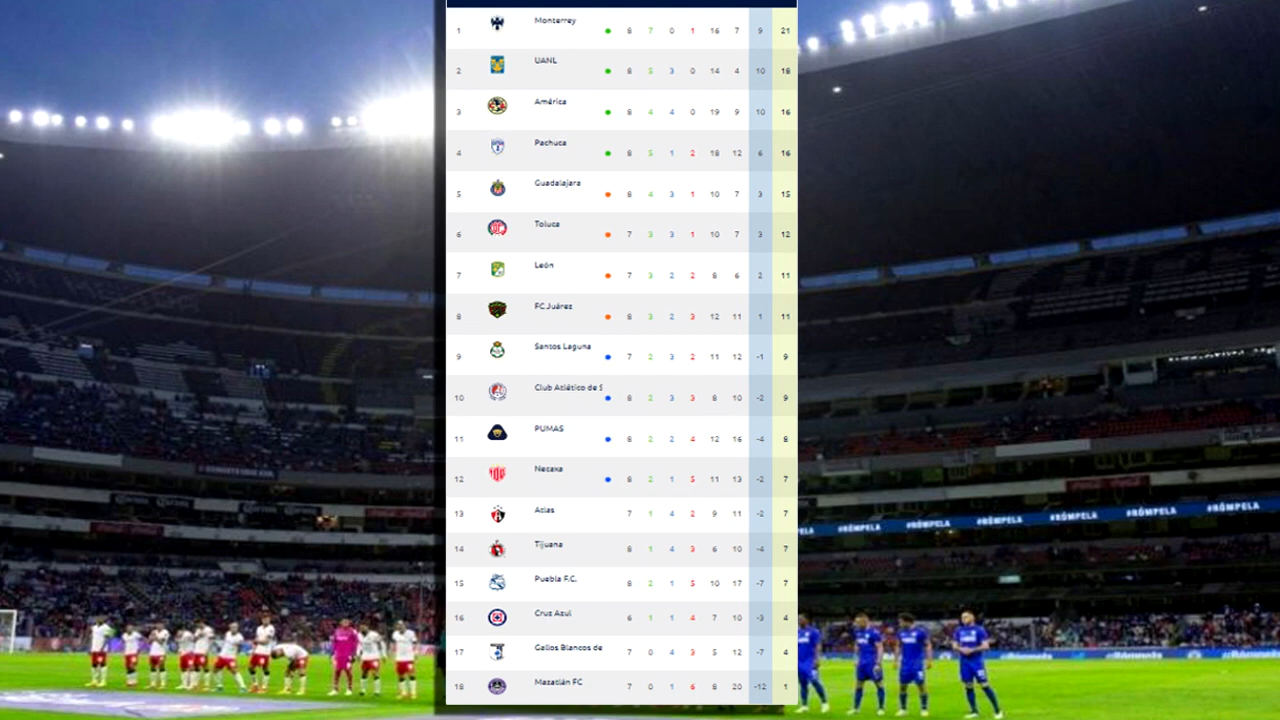 1 Monterrey 8 7 0 1 16 7 9 21
2 UANL 8 5 3 0 14 4 10 18
3 América 8 4 4 0 19 9 10 16
4 Pachuca 8 5 1 2 18 12 6 16
5 Guadalajara 8 4 3 1 10 7 3 15
6 Toluca 7 3 3 1 10 7 3 12
7 León 7 3 2 2 8 6 2 11
8 FC Juárez 8 3 2 3 12 11 1 11
9 Santos Laguna 7 2 3 2 11 12 -1 9
10 Club Atlético de S 8 2 3 3 8 10 -2 9
11 PUMAS 8 2 2 4 12 16 -4 8
12 Necaxa 8 2 1 5 11 13 -2 7
13 Atlas 7 1 4 2 9 11 -2 7
14 Tijuana 8 1 4 3 6 10 -4 7
15 Puebla F.C. 8 2 1 5 10 17 -7 7
16 Cruz Azul 6 1 1 4 7 10 -3 4
17 Gallos Blancos de 7 0 4 3 5 12 -7 4
18 Mazatlán FC 7 0 1 6 8 20 -12 1
#RÓMPELA #RÓMPELA #RÓMPELA #RÓMPELA #RÓMPELA